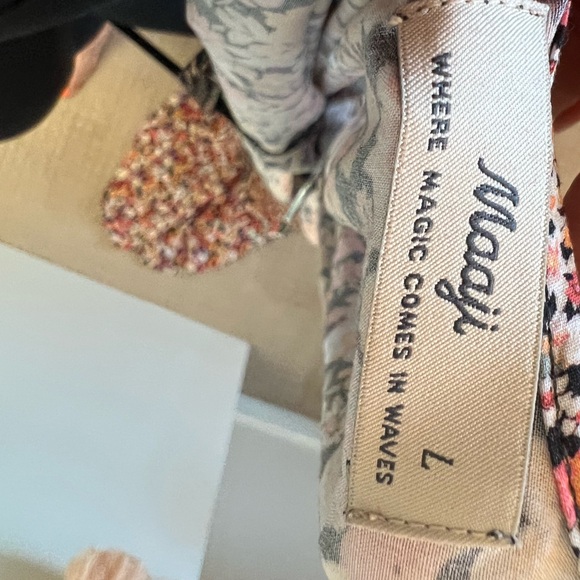 Maaji
WHERE MAGIC COMES IN WAVES
L